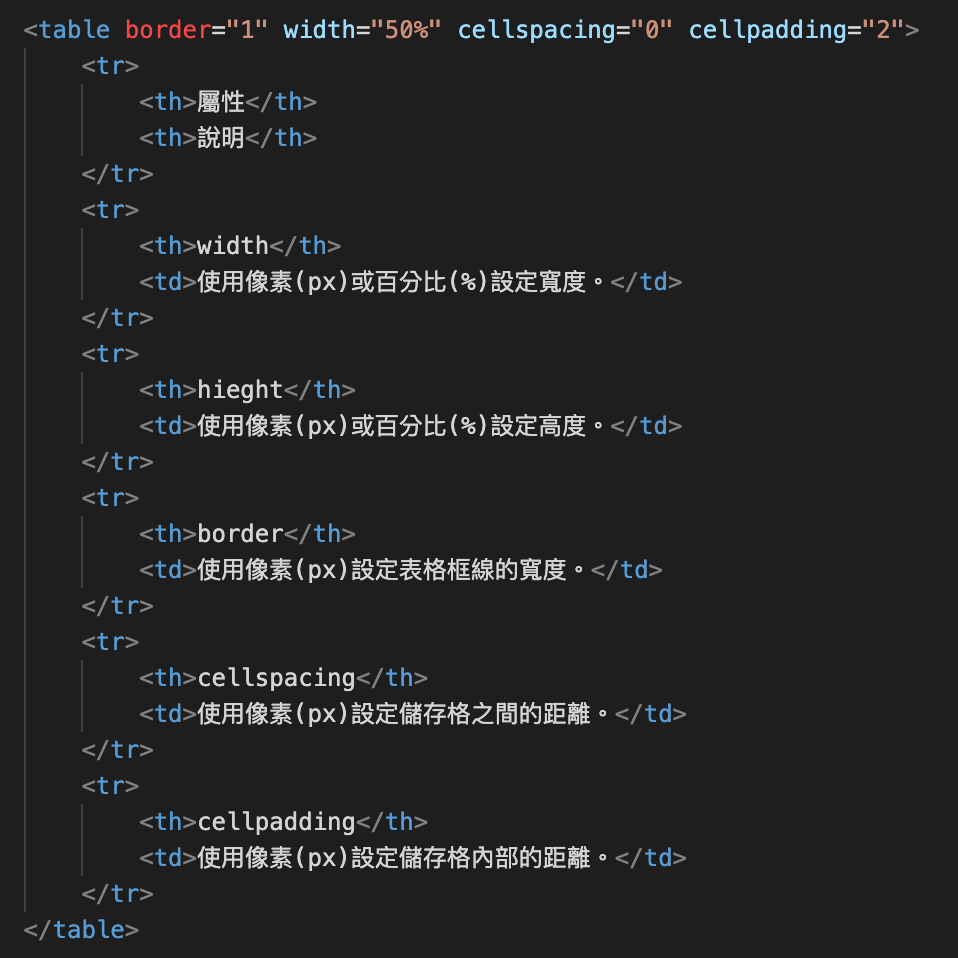 <table border="1" width="50%" cellspacing="0" cellpadding="2">
<tr>
<th>屬性</th>
<th>說明</th>
</tr>
<tr>
<th>width</th>
<td>使用像素(px)或百分比(%)設定寬度。</td>
</tr>
<tr>
<th>hieght</th>
<td>使用像素(px)或百分比(%)設定高度。</td>
</tr>
<tr>
<th>border</th>
<td>使用像素(px)設定表格框線的寬度。</td>
</tr>
<tr>
<th>cellspacing</th>
<td>使用像素(px)設定儲存格之間的距離。</td>
</tr>
<tr>
<th>cellpadding</th>
<td>使用像素(px)設定儲存格內部的距離。</td>
</tr>
</table>